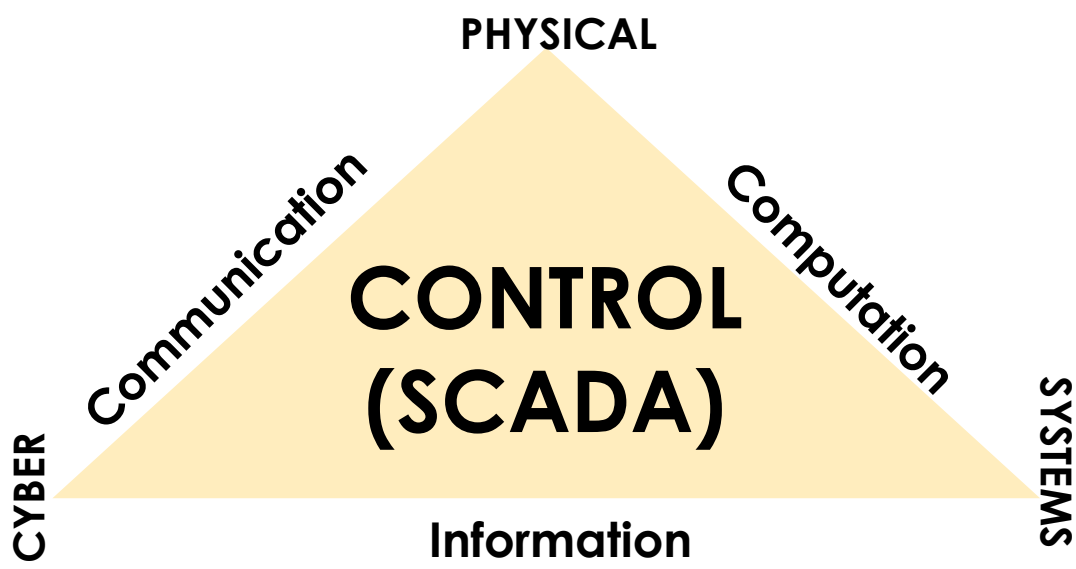 PHYSICAL
Communication
Computation
CONTROL
(SCADA)
CYBER
SYSTEMS
Information